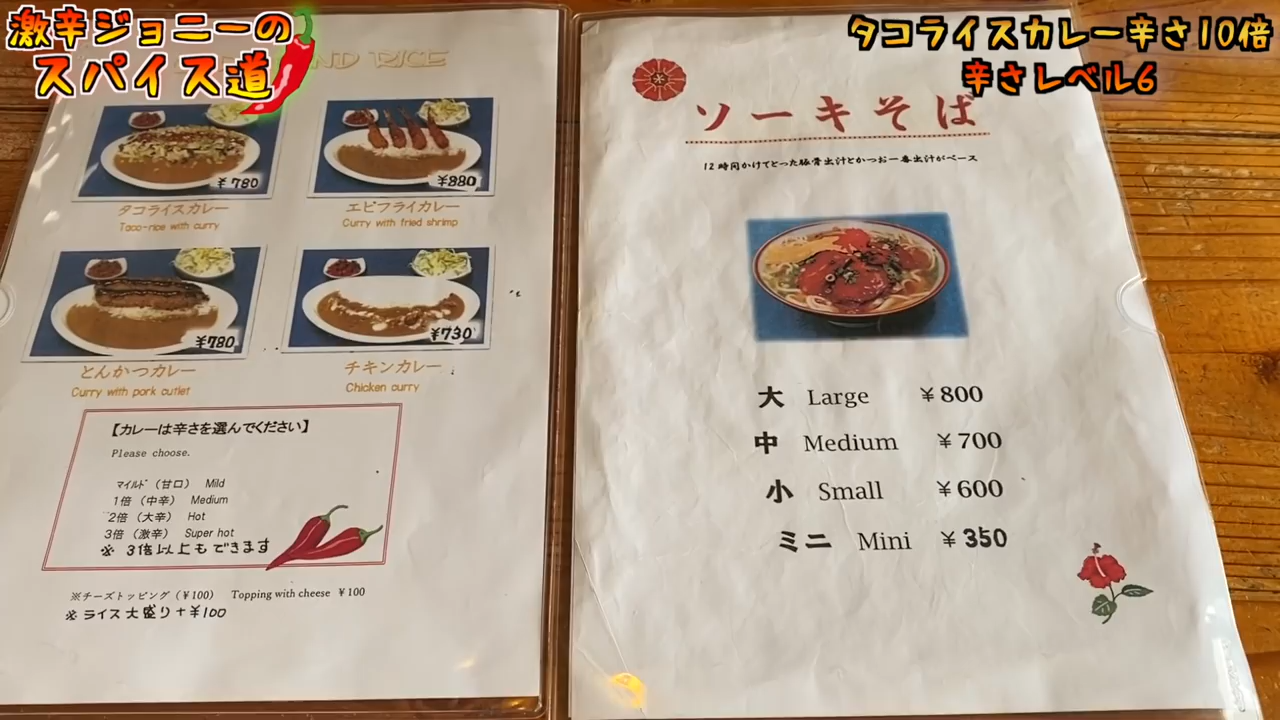 激辛ジョニーの
スパイス道
タコライスカレー辛さ10倍
辛さレベル6
ND RICE
¥780
タコライスカレー
Taco-rice with curry
¥880
エビフライカレー
Curry with fried shrimp
¥780
とんかつカレー
Curry with pork cutlet
¥730
チキンカレー
Chicken curry
【カレーは辛さを選んでください】
Please choose.
マイルド(甘口) Mild
1倍(中辛) Medium
2倍(大辛) Hot
3倍(激辛) Super hot
※ 3倍以上もできます
※チーズトッピング(¥100) Topping with cheese ¥100
※ライス大盛り+¥100
ソーキそば
12時間かけてとった豚骨出汁とかつお一番出汁がベース
大 Large ¥800
中 Medium ¥700
小 Small ¥600
ミニ Mini ¥350